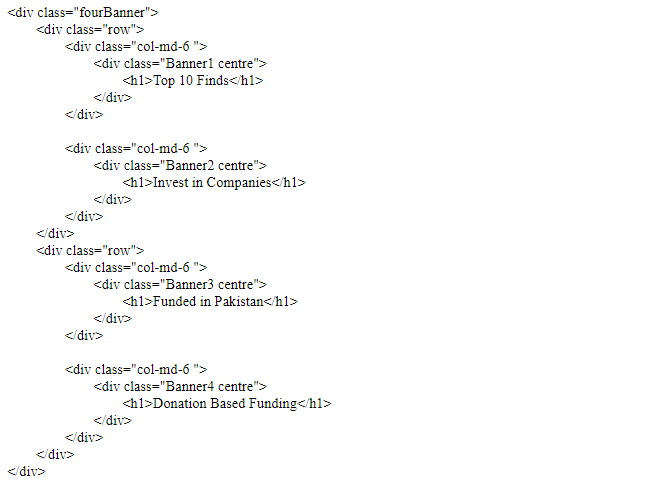 <div class="fourBanner">
<div class="row">
<div class="col-md-6 ">
<div class="Banner1 centre">
<h1>Top 10 Finds</h1>
</div>
</div>
<div class="col-md-6 ">
<div class="Banner2 centre">
<h1>Invest in Companies</h1>
</div>
</div>
</div>
<div class="row">
<div class="col-md-6 ">
<div class="Banner3 centre">
<h1>Funded in Pakistan</h1>
</div>
</div>
<div class="col-md-6 ">
<div class="Banner4 centre">
<h1>Donation Based Funding</h1>
</div>
</div>
</div>
</div>